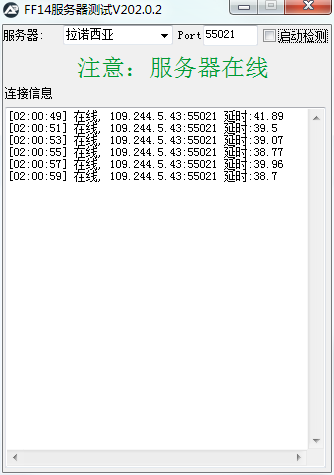 FF14服务器测试V202.0.2
服务器: 拉诺西亚 Port 55021 启动检测
注意：服务器在线
连接信息
[02:00:49] 在线, 109.244.5.43:55021 延时:41.89
[02:00:51] 在线, 109.244.5.43:55021 延时:39.5
[02:00:53] 在线, 109.244.5.43:55021 延时:39.07
[02:00:55] 在线, 109.244.5.43:55021 延时:38.77
[02:00:57] 在线, 109.244.5.43:55021 延时:39.96
[02:00:59] 在线, 109.244.5.43:55021 延时:38.7